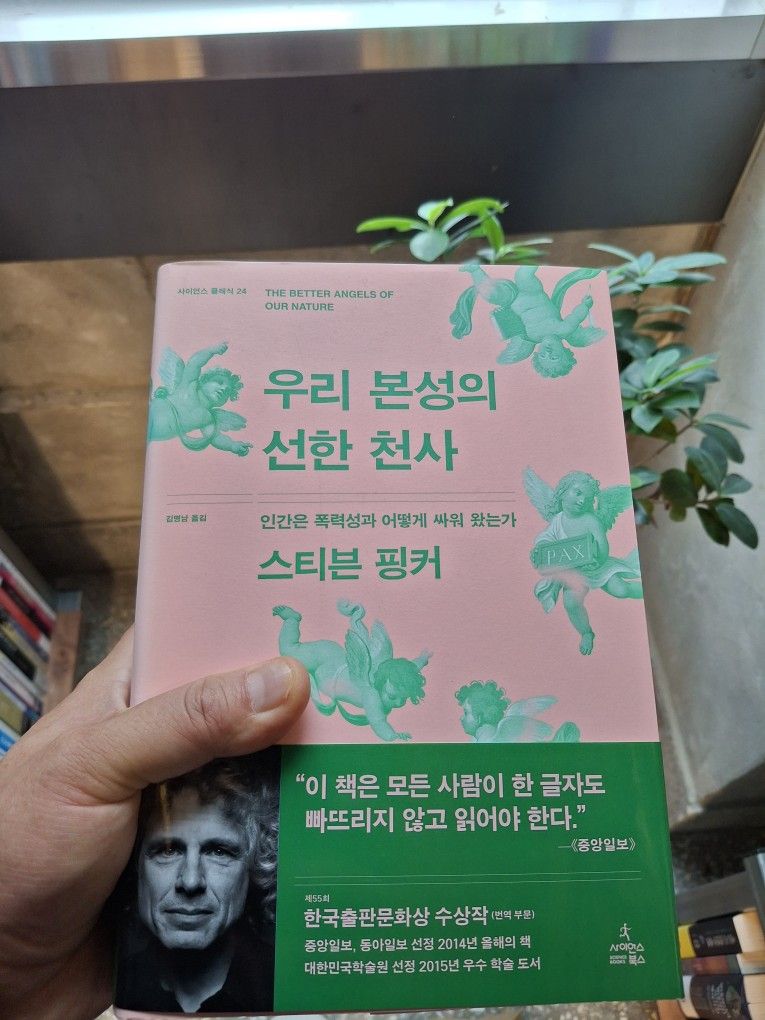 사이언스 클래식 24
THE BETTER ANGELS OF
OUR NATURE
우리 본성의
선한 천사
김명남 옮김
인간은 폭력성과 어떻게 싸워 왔는가
스티븐 핑커
PAX
“이 책은 모든 사람이 한 글자도
빠뜨리지 않고 읽어야 한다.”
—《중앙일보》
제55회
한국출판문화상 수상작 (번역 부문)
중앙일보, 동아일보 선정 2014년 올해의 책
대한민국학술원 선정 2015년 우수 학술 도서
사이언스
SCIENCE BOOKS 북스